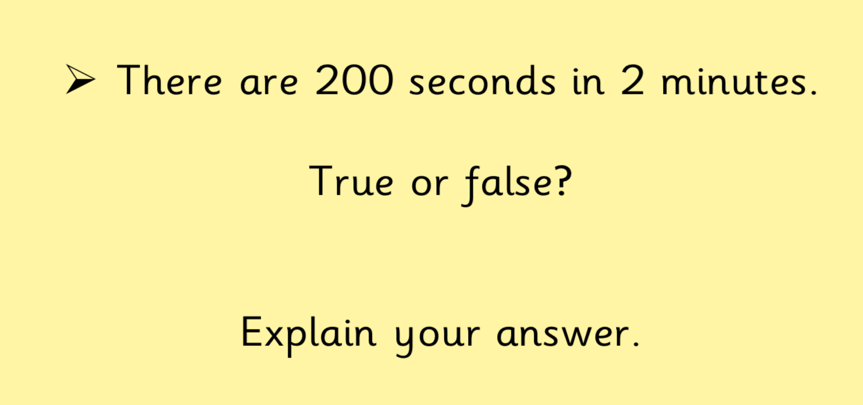 ➢ There are 200 seconds in 2 minutes.
True or false?
Explain your answer.